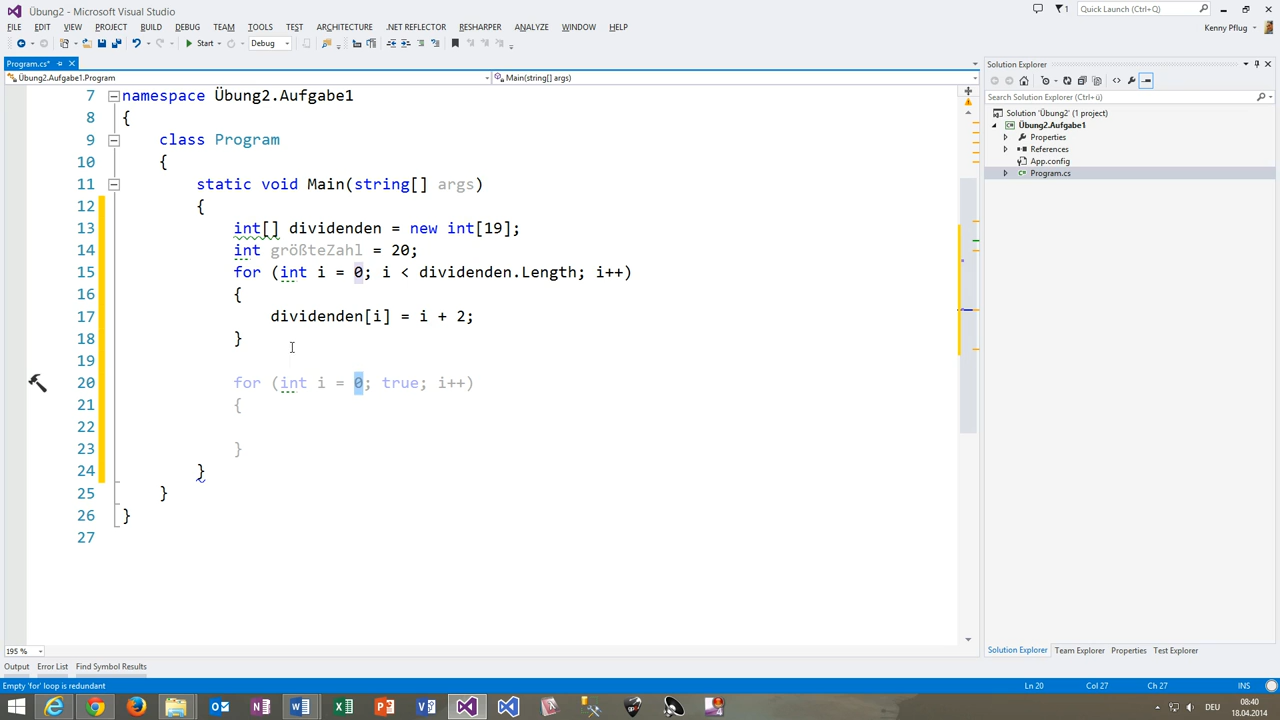 Übung2 - Microsoft Visual Studio
Quick Launch (Ctrl+Q)
FILE EDIT VIEW PROJECT BUILD DEBUG TEAM TOOLS TEST ARCHITECTURE .NET REFLECTOR RESHARPER ANALYZE WINDOW HELP
Kenny Pflug
Start Debug
Program.cs*
Übung2.Aufgabe1.Program
Main(string[] args)
7 namespace Übung2.Aufgabe1
8 {
9 class Program
10 {
11 static void Main(string[] args)
12 {
13 int[] dividenden = new int[19];
14 int größteZahl = 20;
15 for (int i = 0; i < dividenden.Length; i++)
16 {
17 dividenden[i] = i + 2;
18 }
19
20 for (int i = 0; true; i++)
21 {
22
23 }
24 }
25 }
26 }
27
195 %
Solution Explorer
Search Solution Explorer (Ctrl+ü)
Solution 'Übung2' (1 project)
Übung2.Aufgabe1
Properties
References
App.config
Program.cs
Solution Explorer Team Explorer Properties Test Explorer
Output Error List Find Symbol Results
Empty 'for' loop is redundant
Ln 20 Col 27 Ch 27 INS
DEU
08:40
18.04.2014